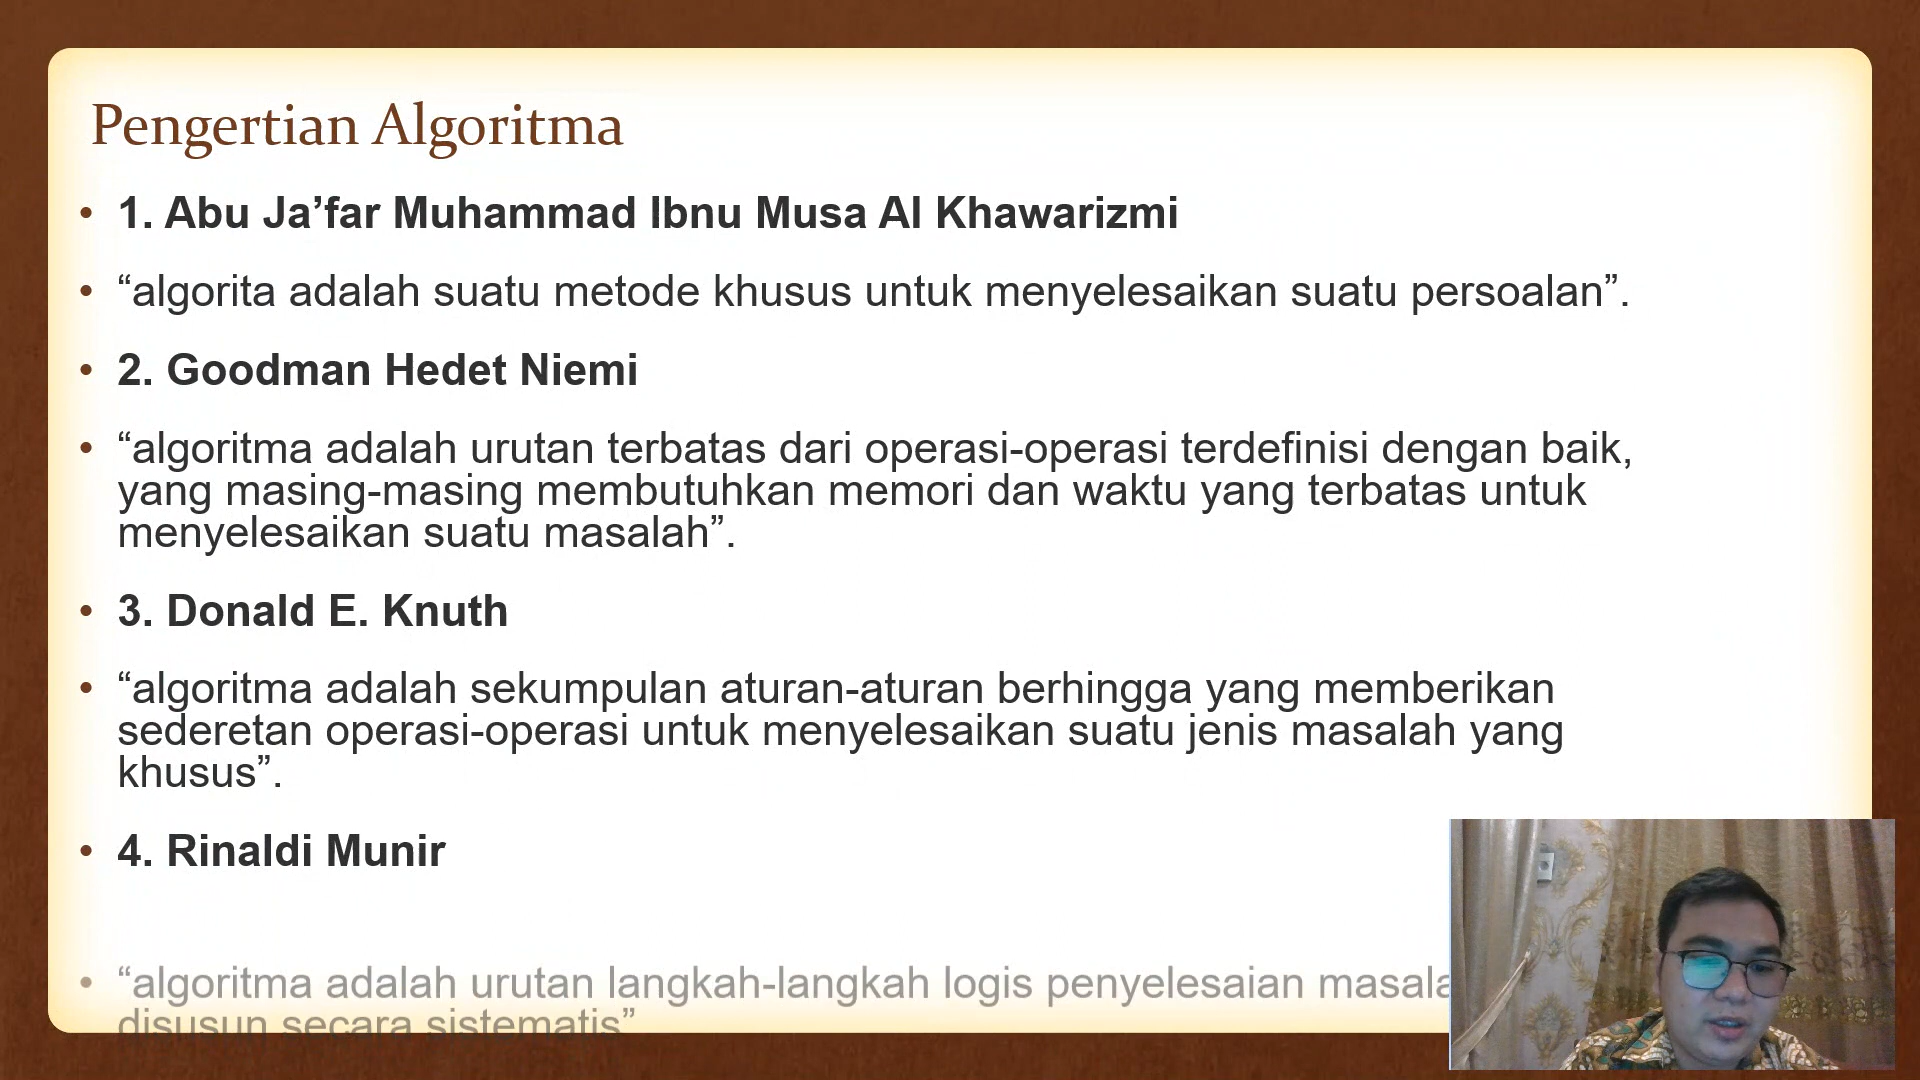 Pengertian Algoritma
• 1. Abu Ja’far Muhammad Ibnu Musa Al Khawarizmi
• “algorita adalah suatu metode khusus untuk menyelesaikan suatu persoalan”.
• 2. Goodman Hedet Niemi
• “algoritma adalah urutan terbatas dari operasi-operasi terdefinisi dengan baik,
yang masing-masing membutuhkan memori dan waktu yang terbatas untuk
menyelesaikan suatu masalah”.
• 3. Donald E. Knuth
• “algoritma adalah sekumpulan aturan-aturan berhingga yang memberikan
sederetan operasi-operasi untuk menyelesaikan suatu jenis masalah yang
khusus”.
• 4. Rinaldi Munir
• “algoritma adalah urutan langkah-langkah logis penyelesaian
disusun secara sistematis”